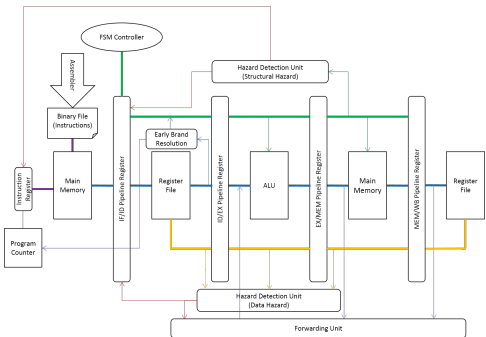 FSM Controller
Assembler
Hazard Detection Unit
(Structural Hazard)
Binary File
(Instructions)
Early Brand
Resolution
Instruction
Register
Main
Memory
IF/ID Pipeline Register
Register
File
ID/EX Pipeline Register
ALU
EX/MEM Pipeline Register
Main
Memory
MEM/WB Pipeline Register
Register
File
Program
Counter
Hazard Detection Unit
(Data Hazard)
Forwarding Unit